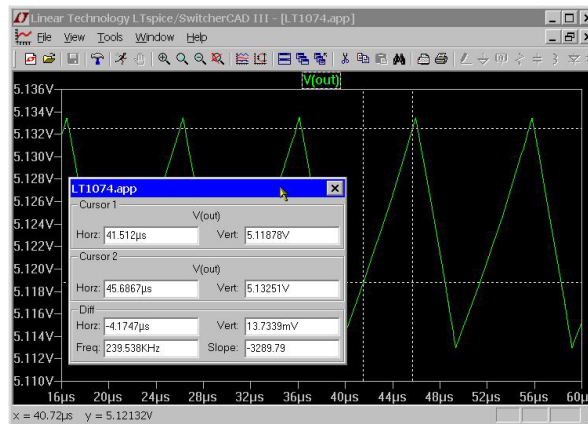 Linear Technology LTspice/SwitcherCAD III - [LT1074.app]
File View Tools Window Help
V(out)
5.136V
5.134V
5.132V
5.130V
5.128V
5.126V
5.124V
5.122V
5.120V
5.118V
5.116V
5.114V
5.112V
5.110V
LT1074.app
Cursor 1
V(out)
Horz: 41.512µs Vert: 5.11878V
Cursor 2
V(out)
Horz: 45.6867µs Vert: 5.13251V
Diff
Horz: -4.1747µs Vert: 13.7339mV
Freq: 239.538KHz Slope: -3289.79
16µs 20µs 24µs 28µs 32µs 36µs 40µs 44µs 48µs 52µs 56µs 60µ
x = 40.72µs y = 5.12132V